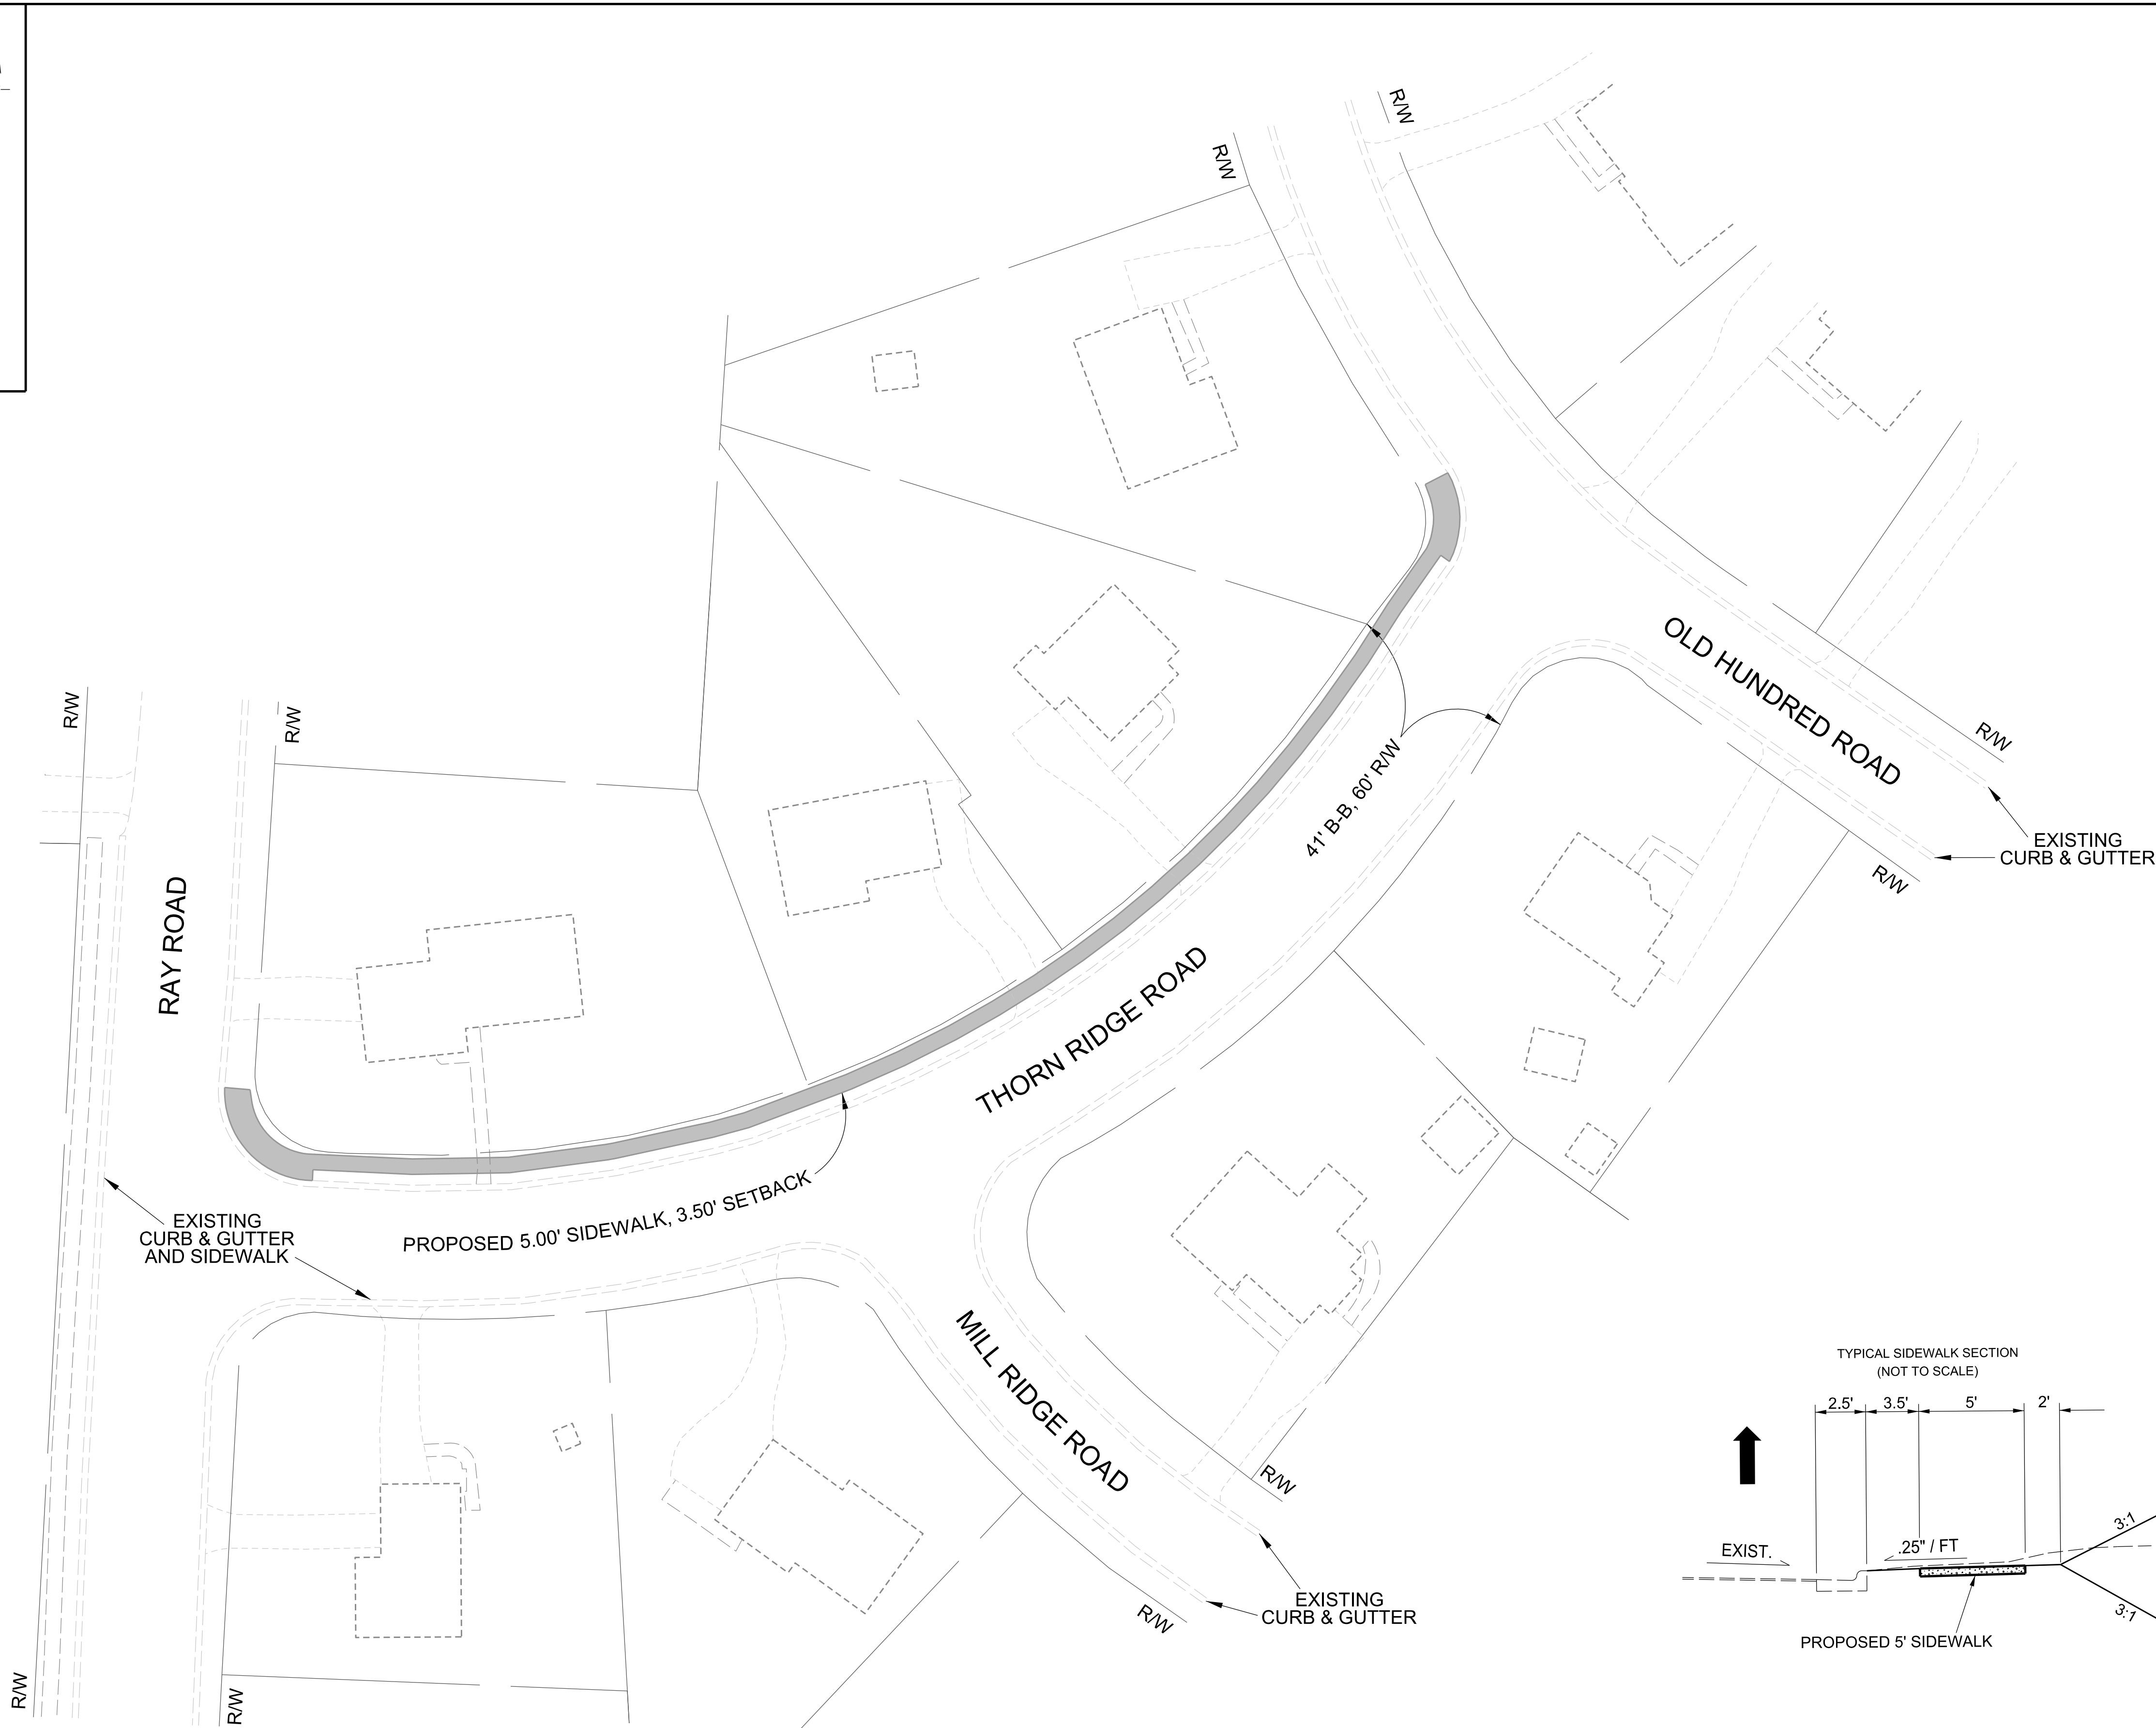 R/W
R/W
OLD HUNDRED ROAD
R/W
R/W
R/W
R/W
41' B-B, 60' R/W
EXISTING
CURB & GUTTER
RAY ROAD
THORN RIDGE ROAD
PROPOSED 5.00' SIDEWALK, 3.50' SETBACK
EXISTING
CURB & GUTTER
AND SIDEWALK
MILL RIDGE ROAD
R/W
R/W
EXISTING
CURB & GUTTER
R/W
R/W
TYPICAL SIDEWALK SECTION
(NOT TO SCALE)
2.5' 3.5' 5' 2'
EXIST. .25" / FT 3:1
3:1
PROPOSED 5' SIDEWALK